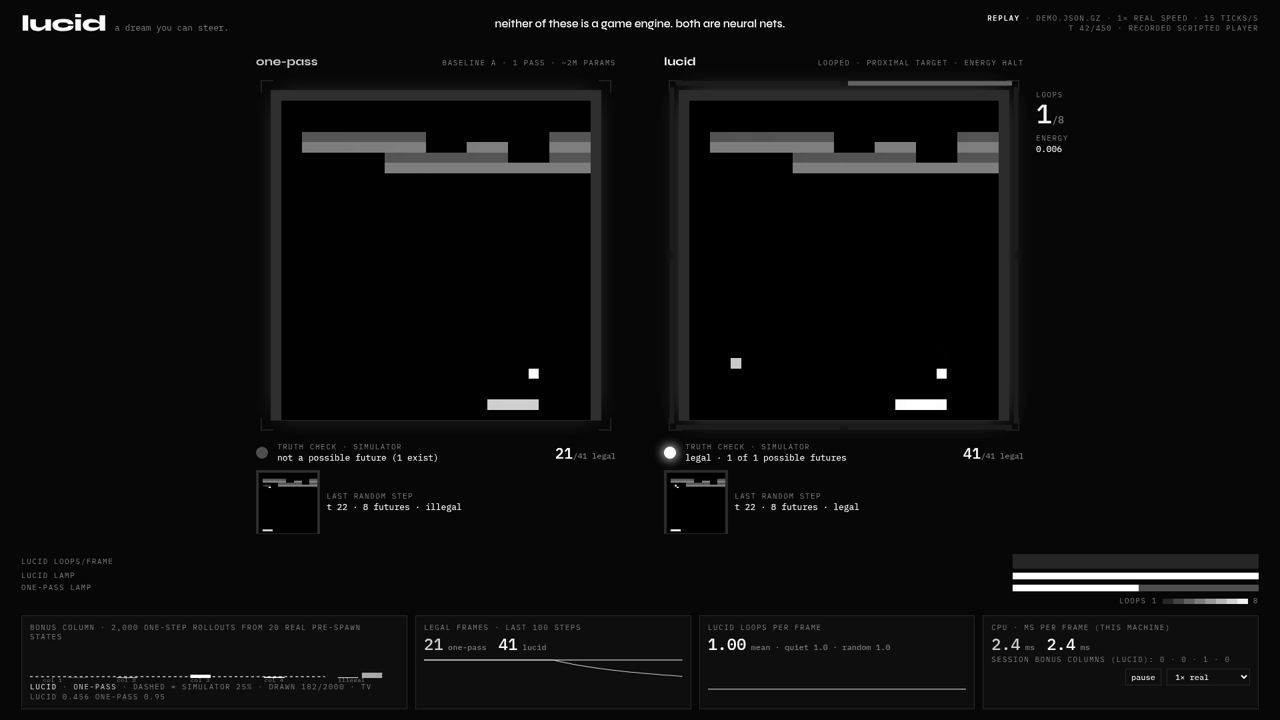 lucid a dream you can steer.
neither of these is a game engine. both are neural nets.
REPLAY · DEMO.JSON.GZ · 1× REAL SPEED · 15 TICKS/S
T 42/450 · RECORDED SCRIPTED PLAYER
one-pass BASELINE A · 1 PASS · ~2M PARAMS
lucid LOOPED · PROXIMAL TARGET · ENERGY HALT
LOOPS
1/8
ENERGY
0.006
TRUTH CHECK · SIMULATOR
not a possible future (1 exist)
21/41 legal
TRUTH CHECK · SIMULATOR
legal · 1 of 1 possible futures
41/41 legal
LAST RANDOM STEP
t 22 · 8 futures · illegal
LAST RANDOM STEP
t 22 · 8 futures · legal
LUCID LOOPS/FRAME
LUCID LAMP
ONE-PASS LAMP
LOOPS 1 8
BONUS COLUMN · 2,000 ONE-STEP ROLLOUTS FROM 20 REAL PRE-SPAWN
STATES
col 1 col 2 col 3 col 4 illegal
LUCID · ONE-PASS · DASHED = SIMULATOR 25% · DRAWN 182/2000 · TV
LUCID 0.456 ONE-PASS 0.95
LEGAL FRAMES · LAST 100 STEPS
21 one-pass 41 lucid
LUCID LOOPS PER FRAME
1.00 mean · quiet 1.0 · random 1.0
CPU · MS PER FRAME (THIS MACHINE)
2.4 ms 2.4 ms
SESSION BONUS COLUMNS (LUCID): 0 · 0 · 1 · 0
pause 1× real